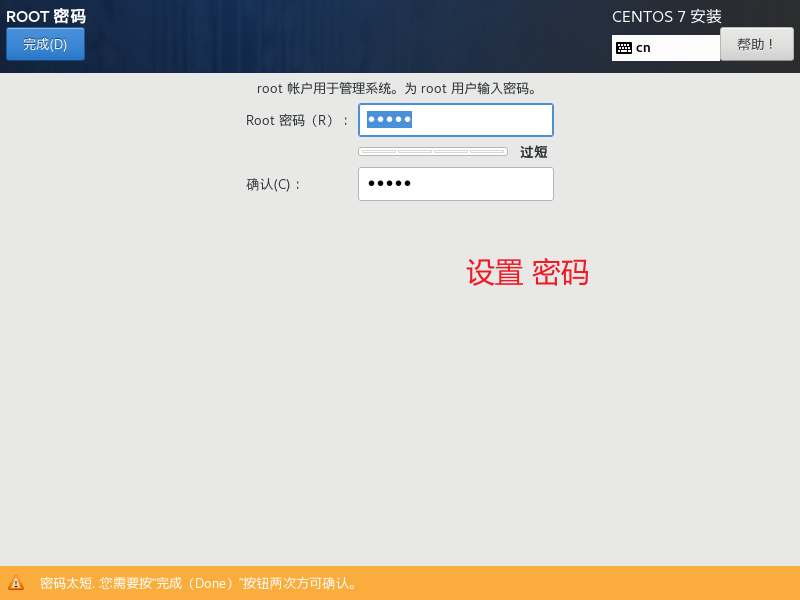 ROOT 密码
CENTOS 7 安装
完成(D)
cn
帮助！
root 帐户用于管理系统。为 root 用户输入密码。
Root 密码（R）：
•••••
过短
确认(C)：
•••••
设置 密码
密码太短. 您需要按“完成（Done）”按钮两次方可确认。